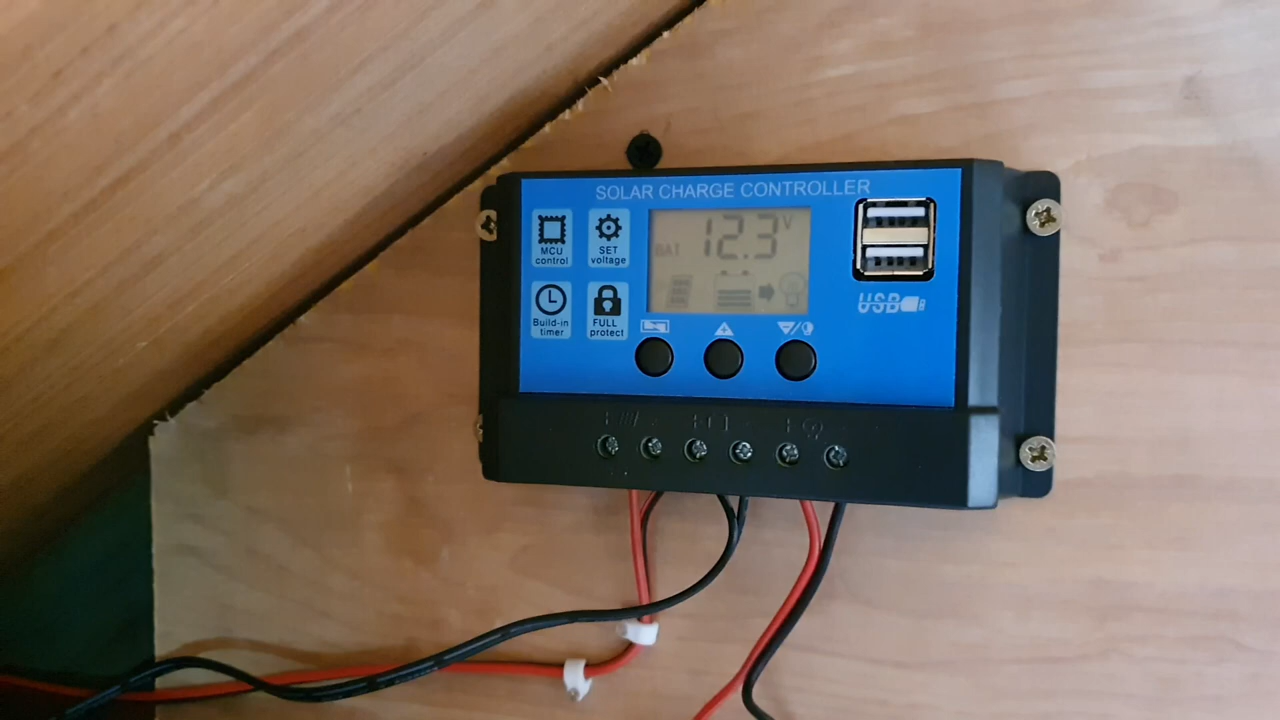 SOLAR CHARGE CONTROLLER
MCU
control
SET
voltage
12.3 V
BAT
Build-in
timer
FULL
protect
USB